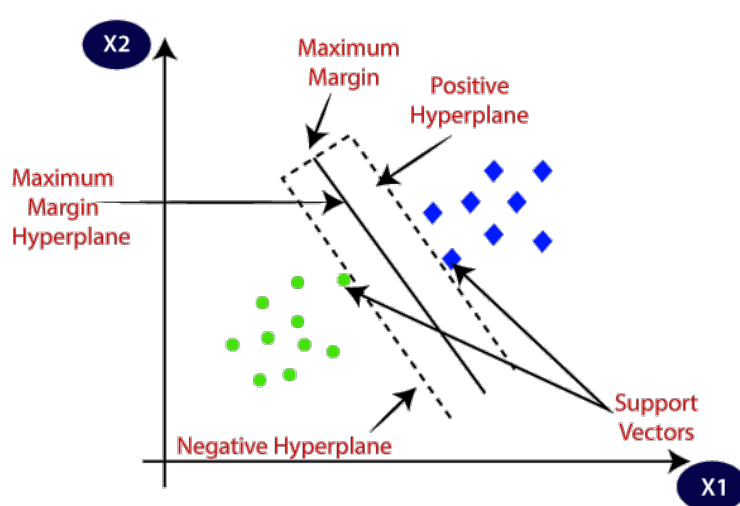 X2
Maximum
Margin
Positive
Hyperplane
Maximum
Margin
Hyperplane
Support
Vectors
Negative Hyperplane
X1